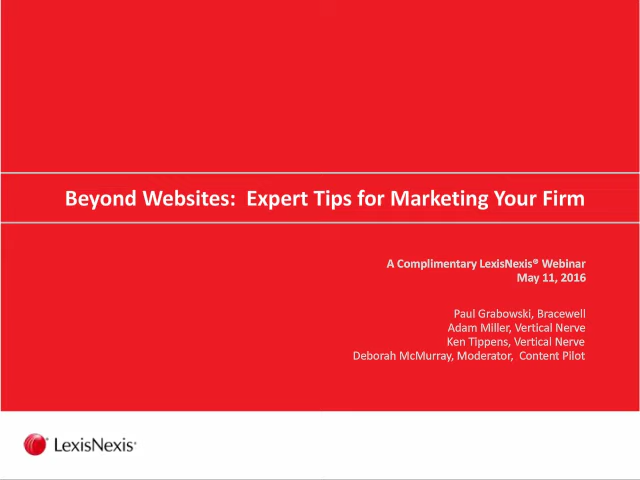 Beyond Websites:  Expert Tips for Marketing Your Firm
A Complimentary LexisNexis® Webinar
May 11, 2016
Paul Grabowski, Bracewell
Adam Miller, Vertical Nerve
Ken Tippens, Vertical Nerve
Deborah McMurray, Moderator,  Content Pilot
LexisNexis®